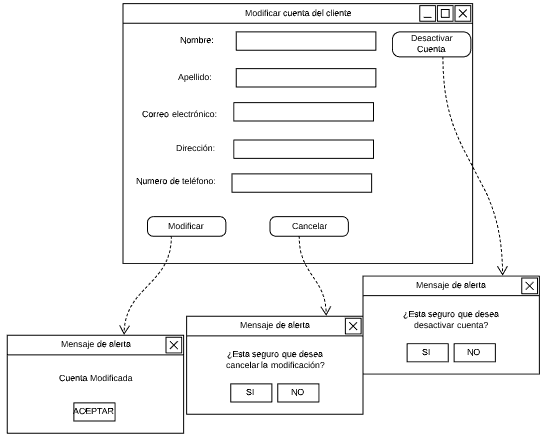 Modificar cuenta del cliente
Nombre:
Desactivar
Cuenta
Apellido:
Correo electrónico:
Dirección:
Numero de teléfono:
Modificar
Cancelar
Mensaje de alerta
¿Esta seguro que desea
desactivar cuenta?
SI
NO
Mensaje de alerta
¿Esta seguro que desea
cancelar la modificación?
SI
NO
Mensaje de alerta
Cuenta Modificada
ACEPTAR